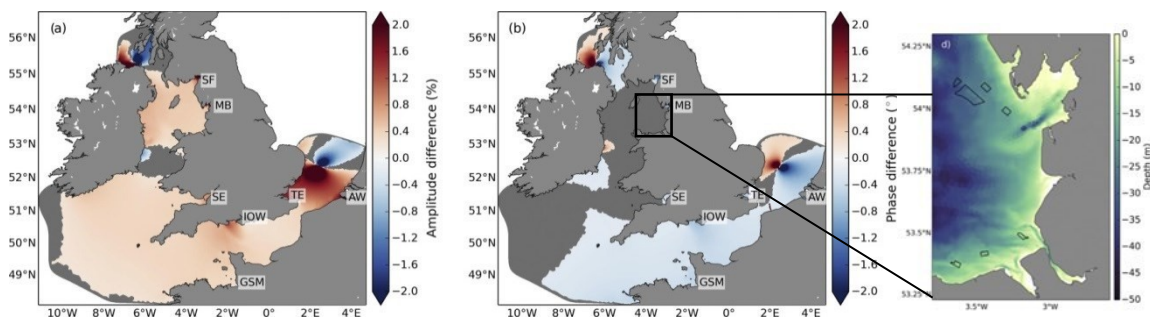 (a)
56°N
55°N
54°N
53°N
52°N
51°N
50°N
49°N
10°W 8°W 6°W 4°W 2°W 0°W 2°E 4°E
SF
MB
SE
TE
AW
IOW
GSM
2.0
1.6
1.2
0.8
0.4
0.0
−0.4
−0.8
−1.2
−1.6
−2.0
Amplitude difference (%)
(b)
56°N
55°N
54°N
53°N
52°N
51°N
50°N
49°N
10°W 8°W 6°W 4°W 2°W 0°W 2°E 4°E
SF
MB
SE
TE
AW
IOW
GSM
2.0
1.6
1.2
0.8
0.4
0.0
−0.4
−0.8
−1.2
−1.6
−2.0
Phase difference (°)
d)
54.25°N
54°N
53.75°N
53.5°N
53.25°N
3.5°W 3°W
0
−5
−10
−15
−20
−25
−30
−35
−40
−45
−50
Depth (m)